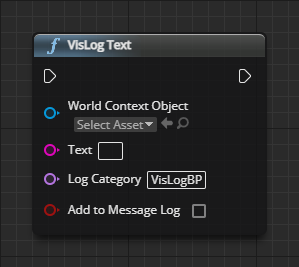 VisLog Text
World Context Object
Select Asset
Text
Log Category VisLogBP
Add to Message Log